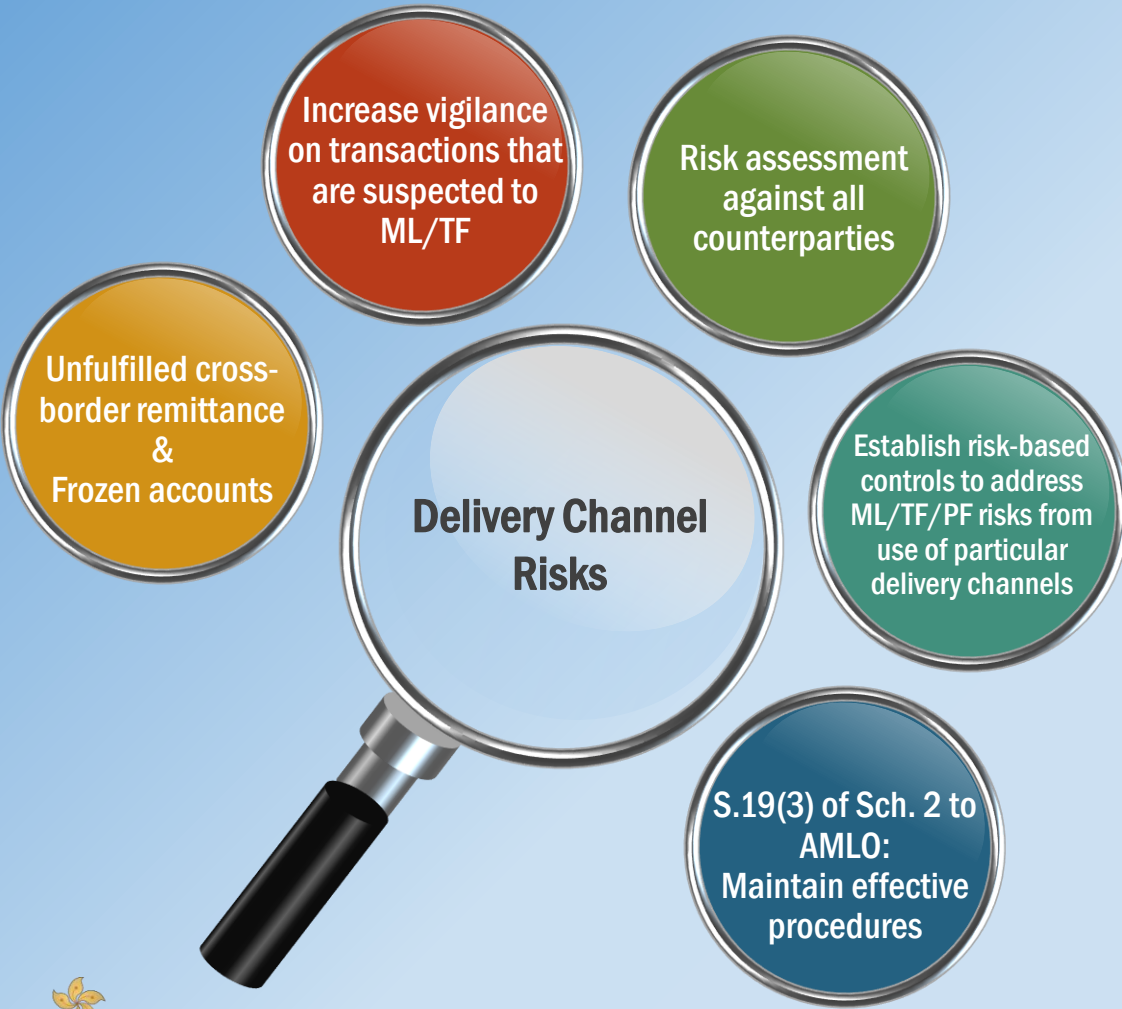 Increase vigilance
on transactions that
are suspected to
ML/TF
Risk assessment
against all
counterparties
Unfulfilled cross-
border remittance
&
Frozen accounts
Delivery Channel
Risks
Establish risk-based
controls to address
ML/TF/PF risks from
use of particular
delivery channels
S.19(3) of Sch. 2 to
AMLO:
Maintain effective
procedures